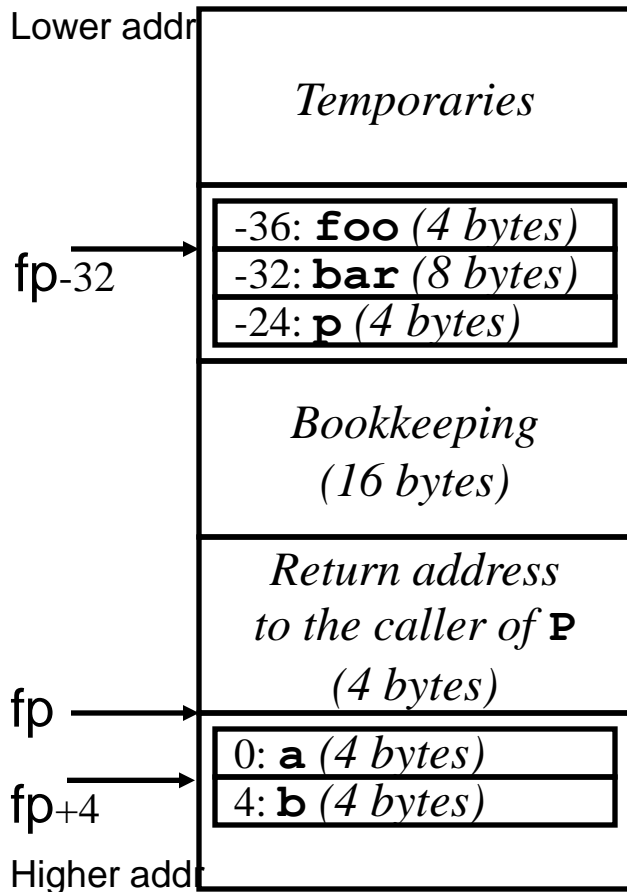 Lower addr
Temporaries
-36: foo (4 bytes)
fp-32
-32: bar (8 bytes)
-24: p (4 bytes)
Bookkeeping
(16 bytes)
Return address
to the caller of P
(4 bytes)
fp
0: a (4 bytes)
fp+4
4: b (4 bytes)
Higher addr